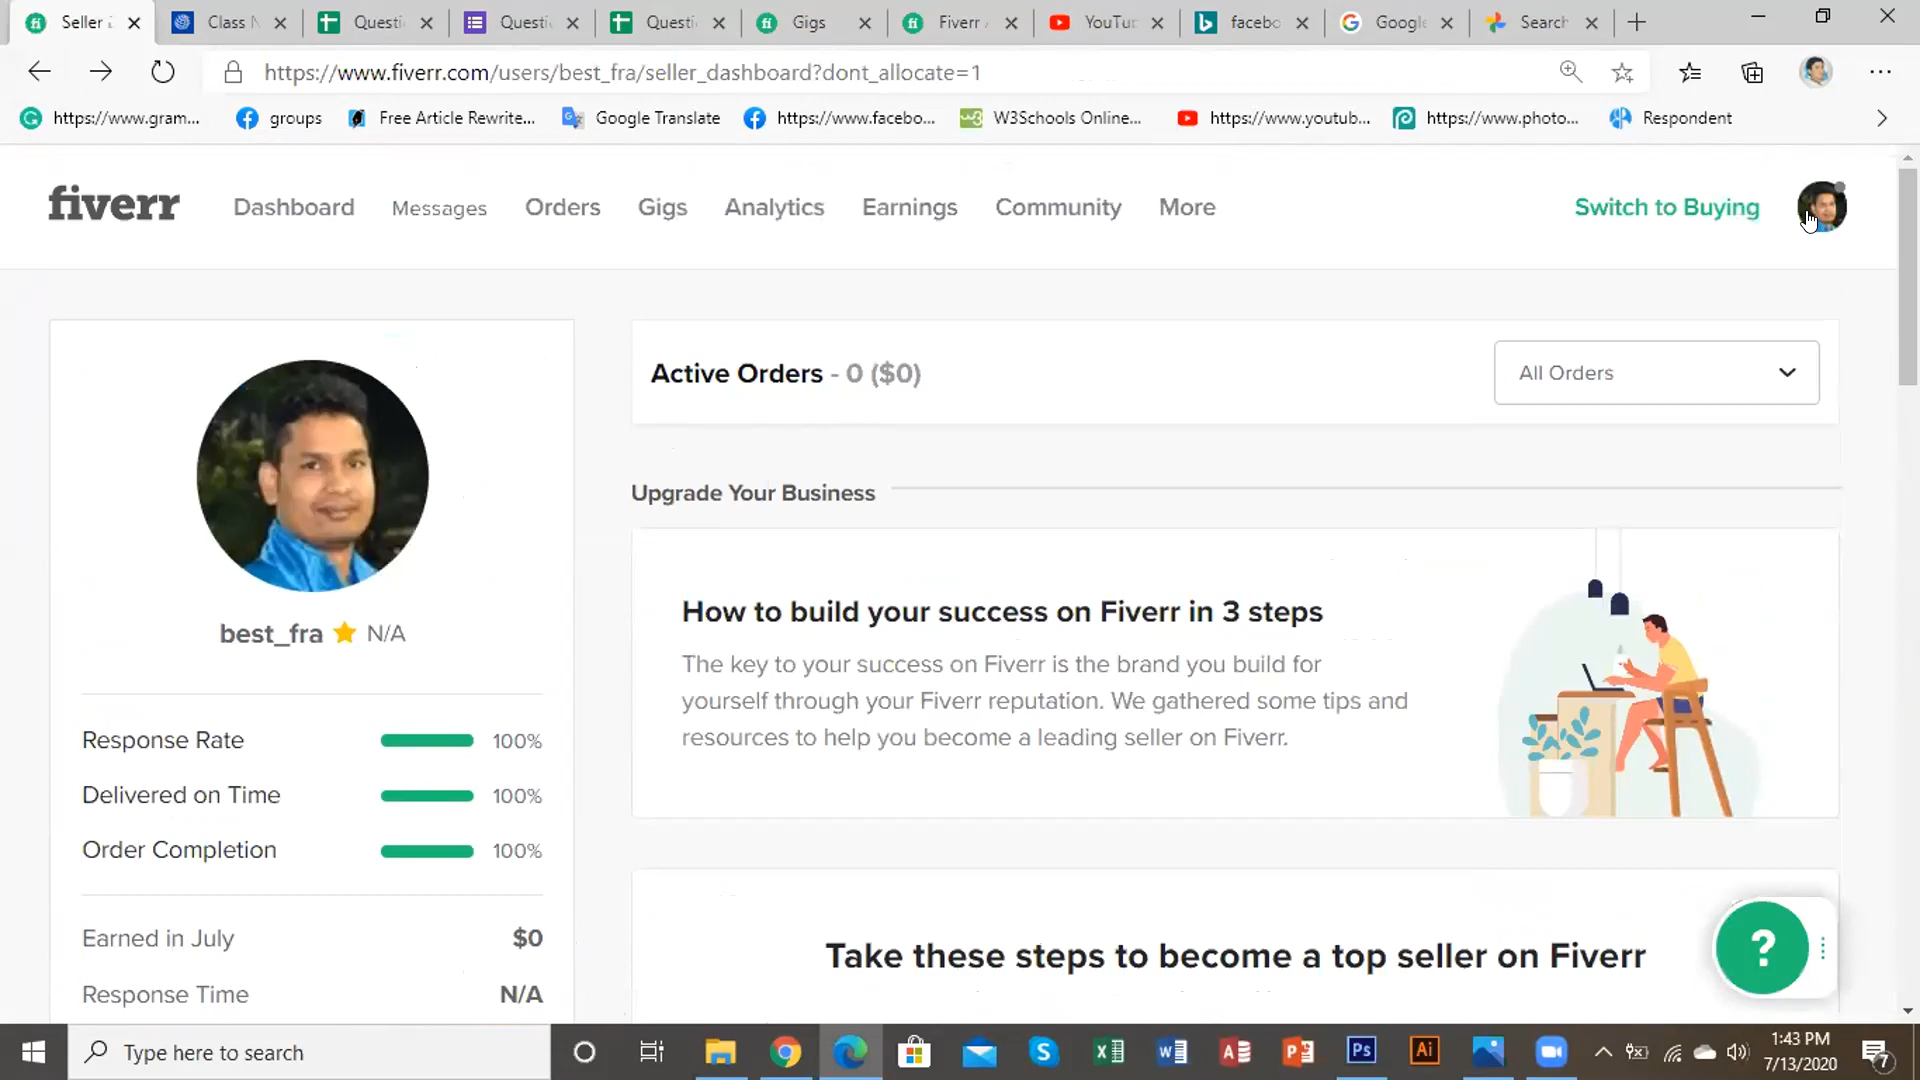 Seller
Class
Questi
Questi
Questi
Gigs
Fiverr
YouTu
facebo
Google
Search
https://www.fiverr.com/users/best_fra/seller_dashboard?dont_allocate=1
https://www.gram...
groups
Free Article Rewrite...
Google Translate
https://www.facebo...
W3Schools Online...
https://www.youtub...
https://www.photo...
Respondent
fiverr
Dashboard
Messages
Orders
Gigs
Analytics
Earnings
Community
More
Switch to Buying
best_fra N/A
Response Rate 100%
Delivered on Time 100%
Order Completion 100%
Earned in July $0
Response Time N/A
Active Orders - 0 ($0)
All Orders
Upgrade Your Business
How to build your success on Fiverr in 3 steps
The key to your success on Fiverr is the brand you build for
yourself through your Fiverr reputation. We gathered some tips and
resources to help you become a leading seller on Fiverr.
Take these steps to become a top seller on Fiverr
?
Type here to search
Ps
Ai
1:43 PM
7/13/2020
7